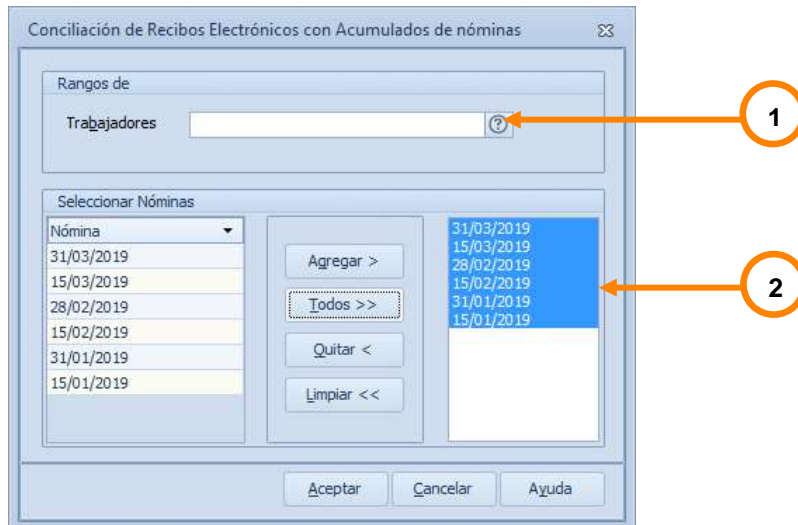 Conciliación de Recibos Electrónicos con Acumulados de nóminas
Rangos de
Trabajadores
?
1
Seleccionar Nóminas
Nómina
31/03/2019
15/03/2019
28/02/2019
15/02/2019
31/01/2019
15/01/2019
Agregar >
Todos >>
Quitar <
Limpiar <<
31/03/2019
15/03/2019
28/02/2019
15/02/2019
31/01/2019
15/01/2019
2
Aceptar Cancelar Ayuda